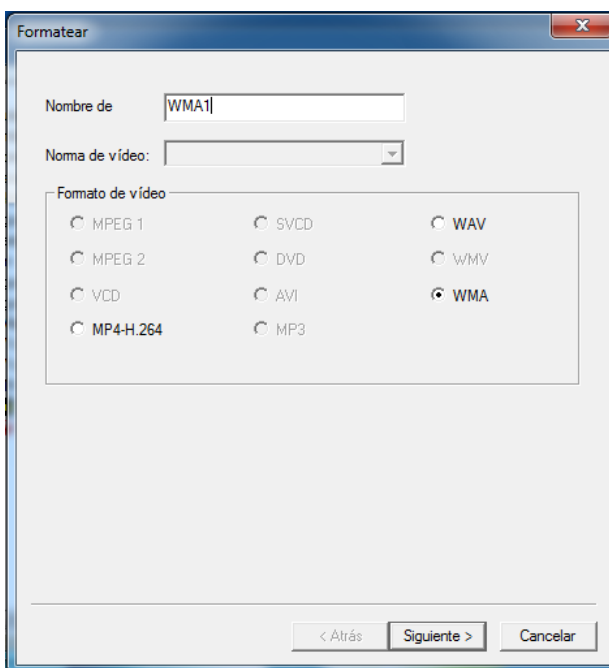 Formatear
Nombre de WMA1
Norma de vídeo:
Formato de vídeo
MPEG 1 SVCD WAV
MPEG 2 DVD WMV
VCD AVI WMA
MP4-H.264 MP3
< Atrás Siguiente > Cancelar